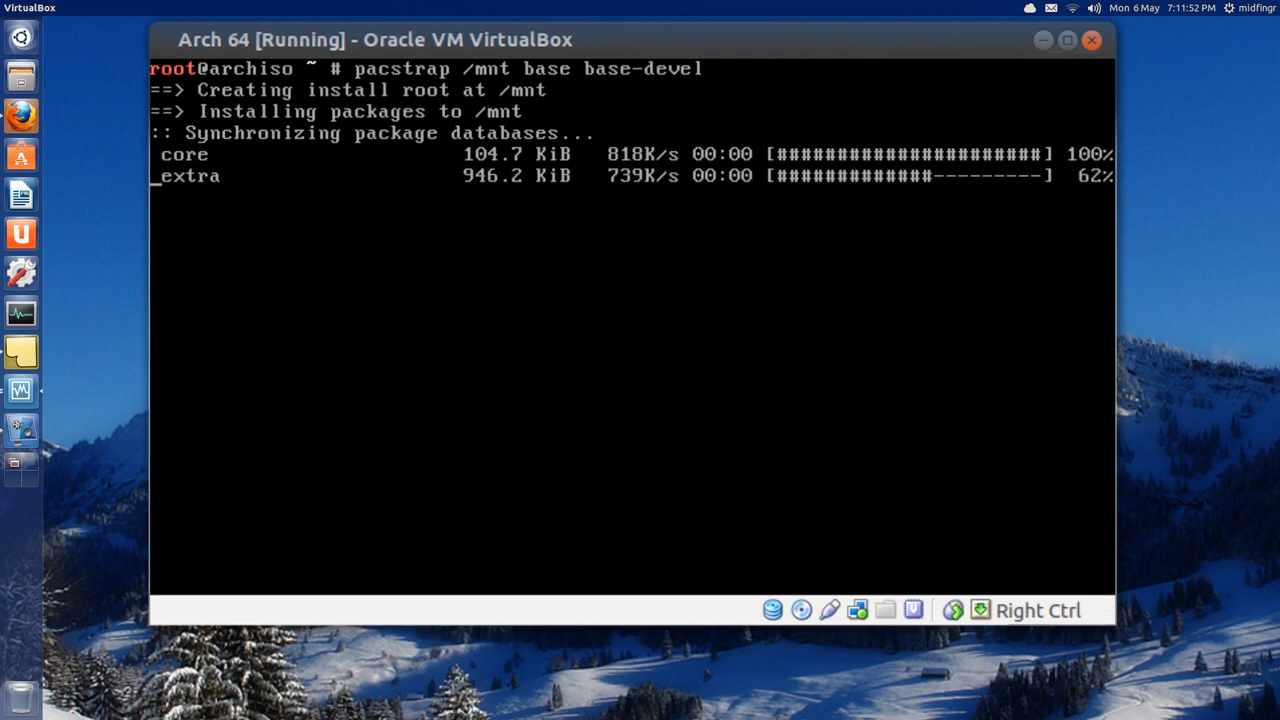 VirtualBox
Mon 6 May 7:11:52 PM
midfingr
Arch 64 [Running] - Oracle VM VirtualBox
root@archiso ~ # pacstrap /mnt base base-devel
==> Creating install root at /mnt
==> Installing packages to /mnt
:: Synchronizing package databases...
core 104.7 KiB 818K/s 00:00 [######################] 100%
_extra 946.2 KiB 739K/s 00:00 [#############---------] 62%
Right Ctrl